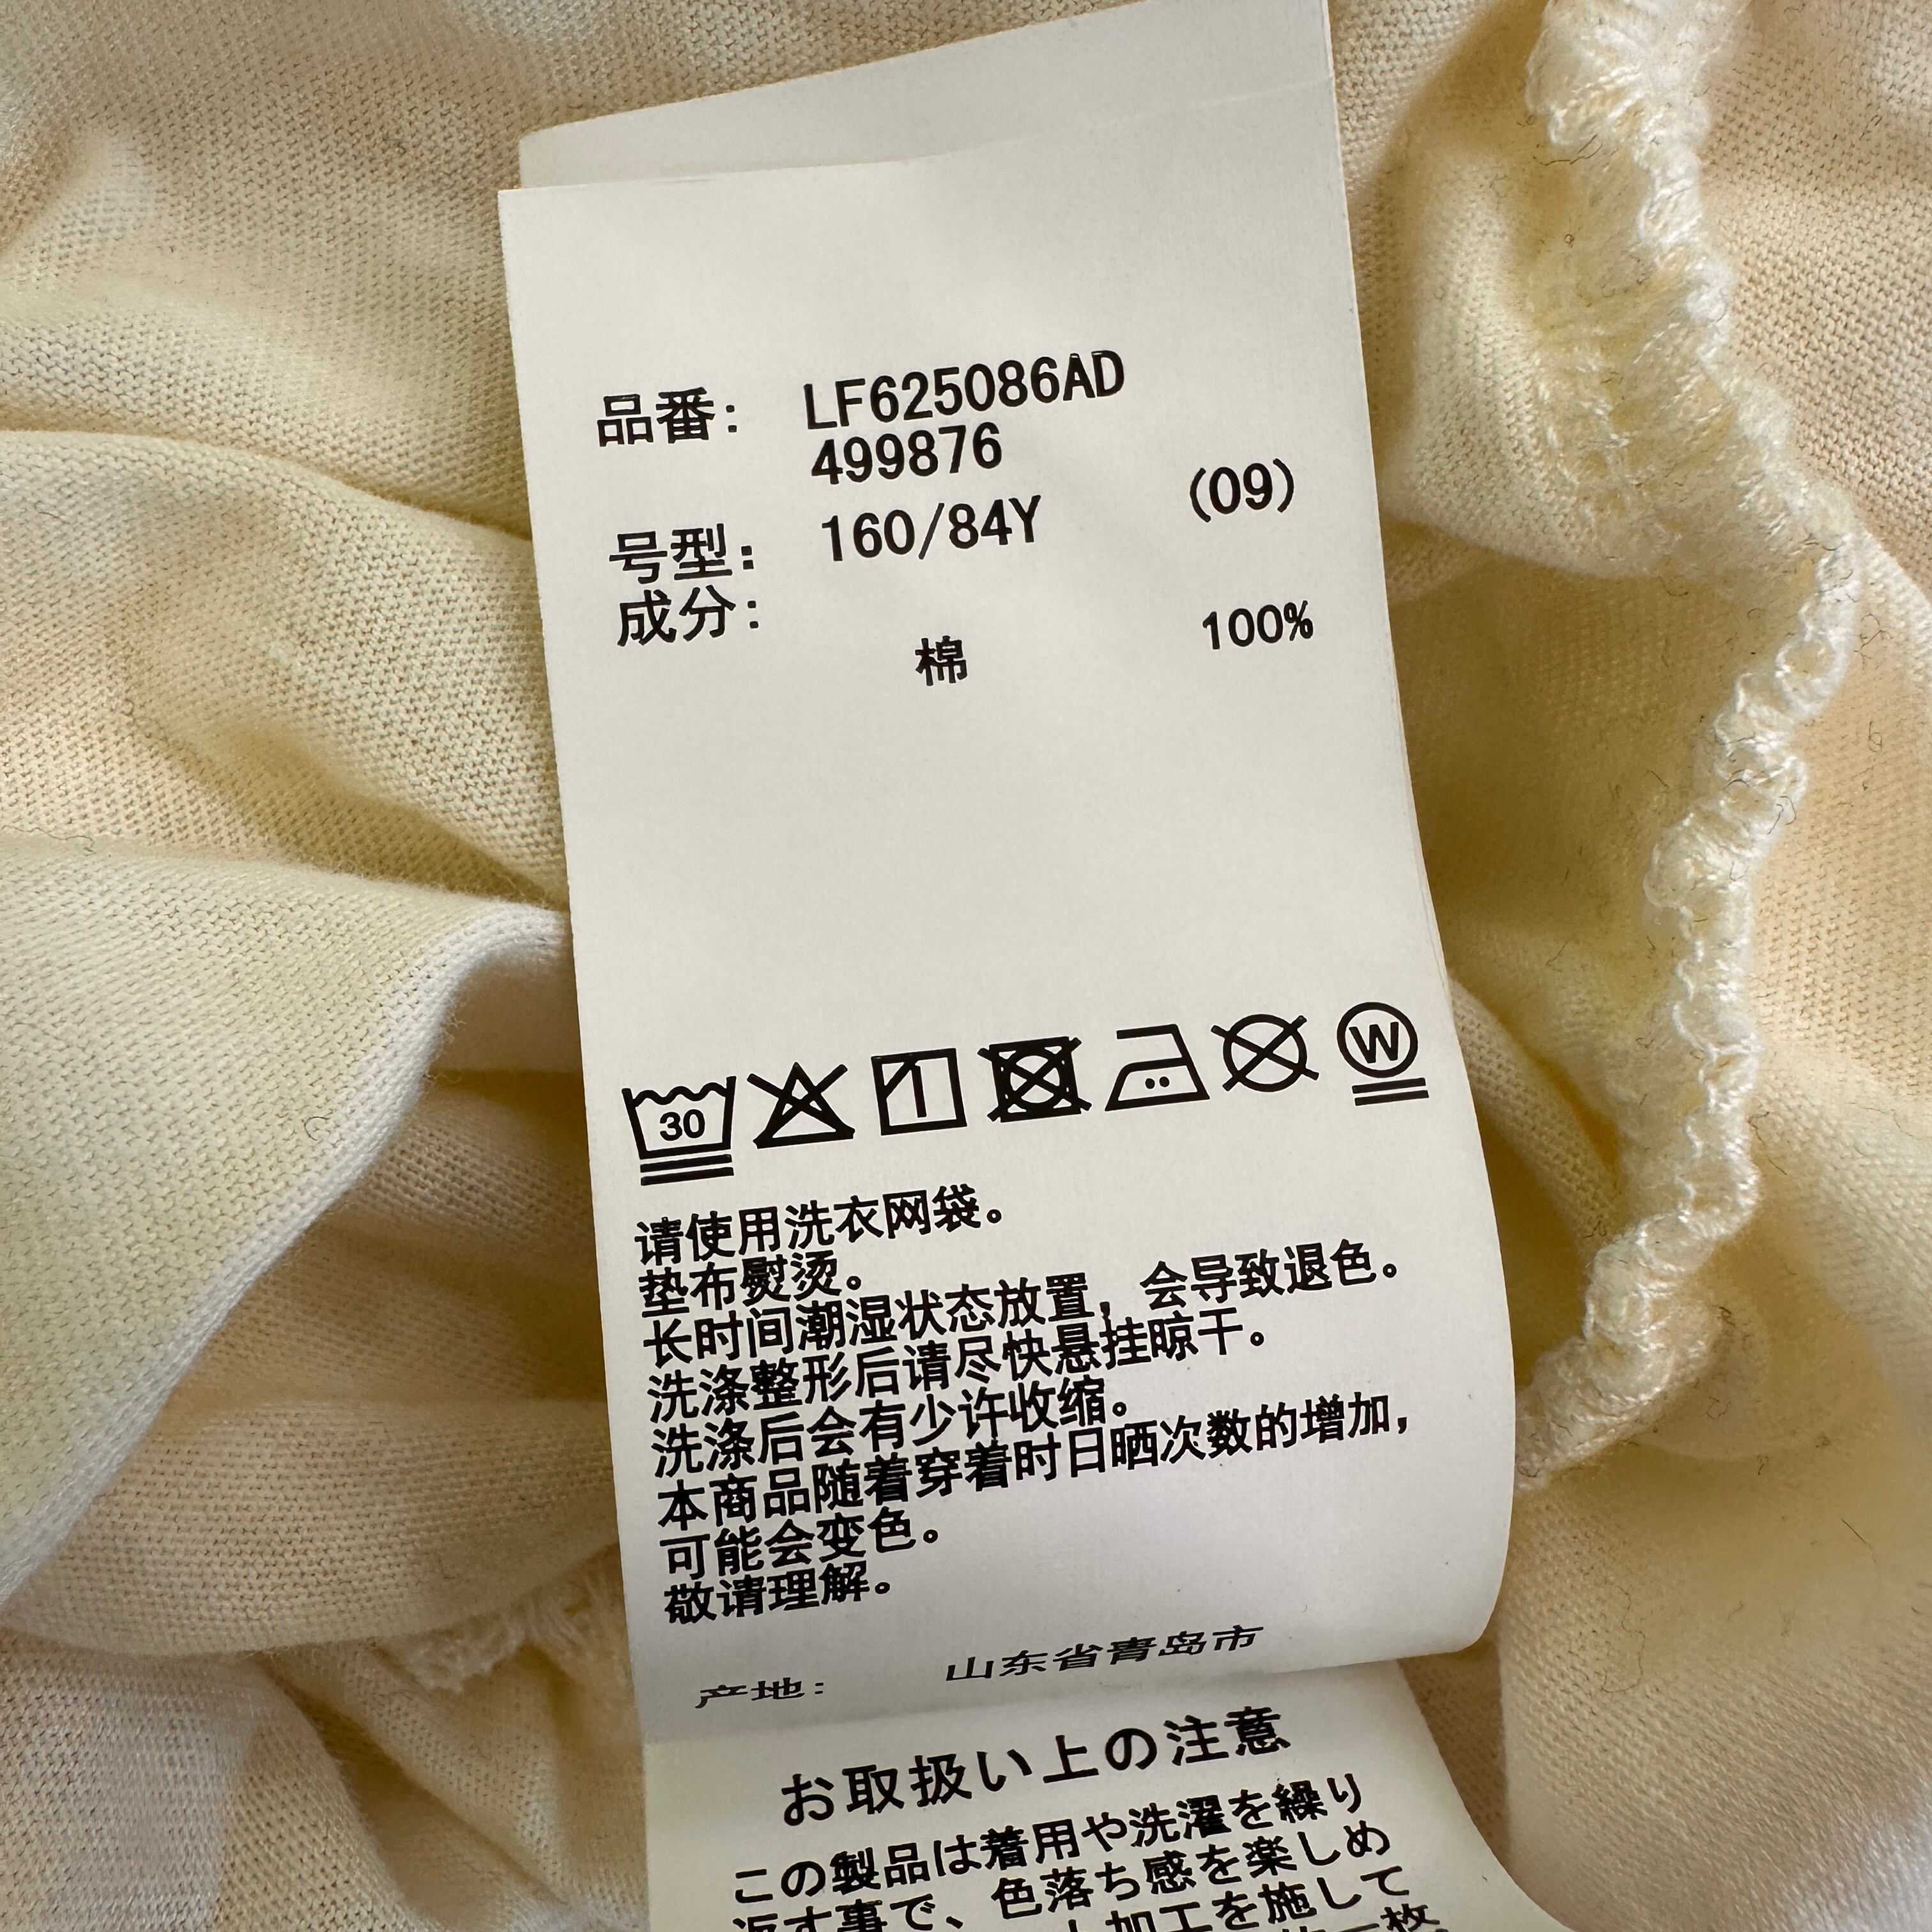 品番: LF625086AD
499876
号型: 160/84Y (09)
成分:
棉 100%
30
W
请使用洗衣网袋。
垫布熨烫。
长时间潮湿状态放置，会导致退色。
洗涤整形后请尽快悬挂晾干。
洗涤后会有少许收缩。
本商品随着穿着时日晒次数的增加，
可能会变色。
敬请理解。
产地: 山东省青岛市
お取扱い上の注意
この製品は着用や洗濯を繰り
返す事で、色落ち感を楽しめ
加工を施して